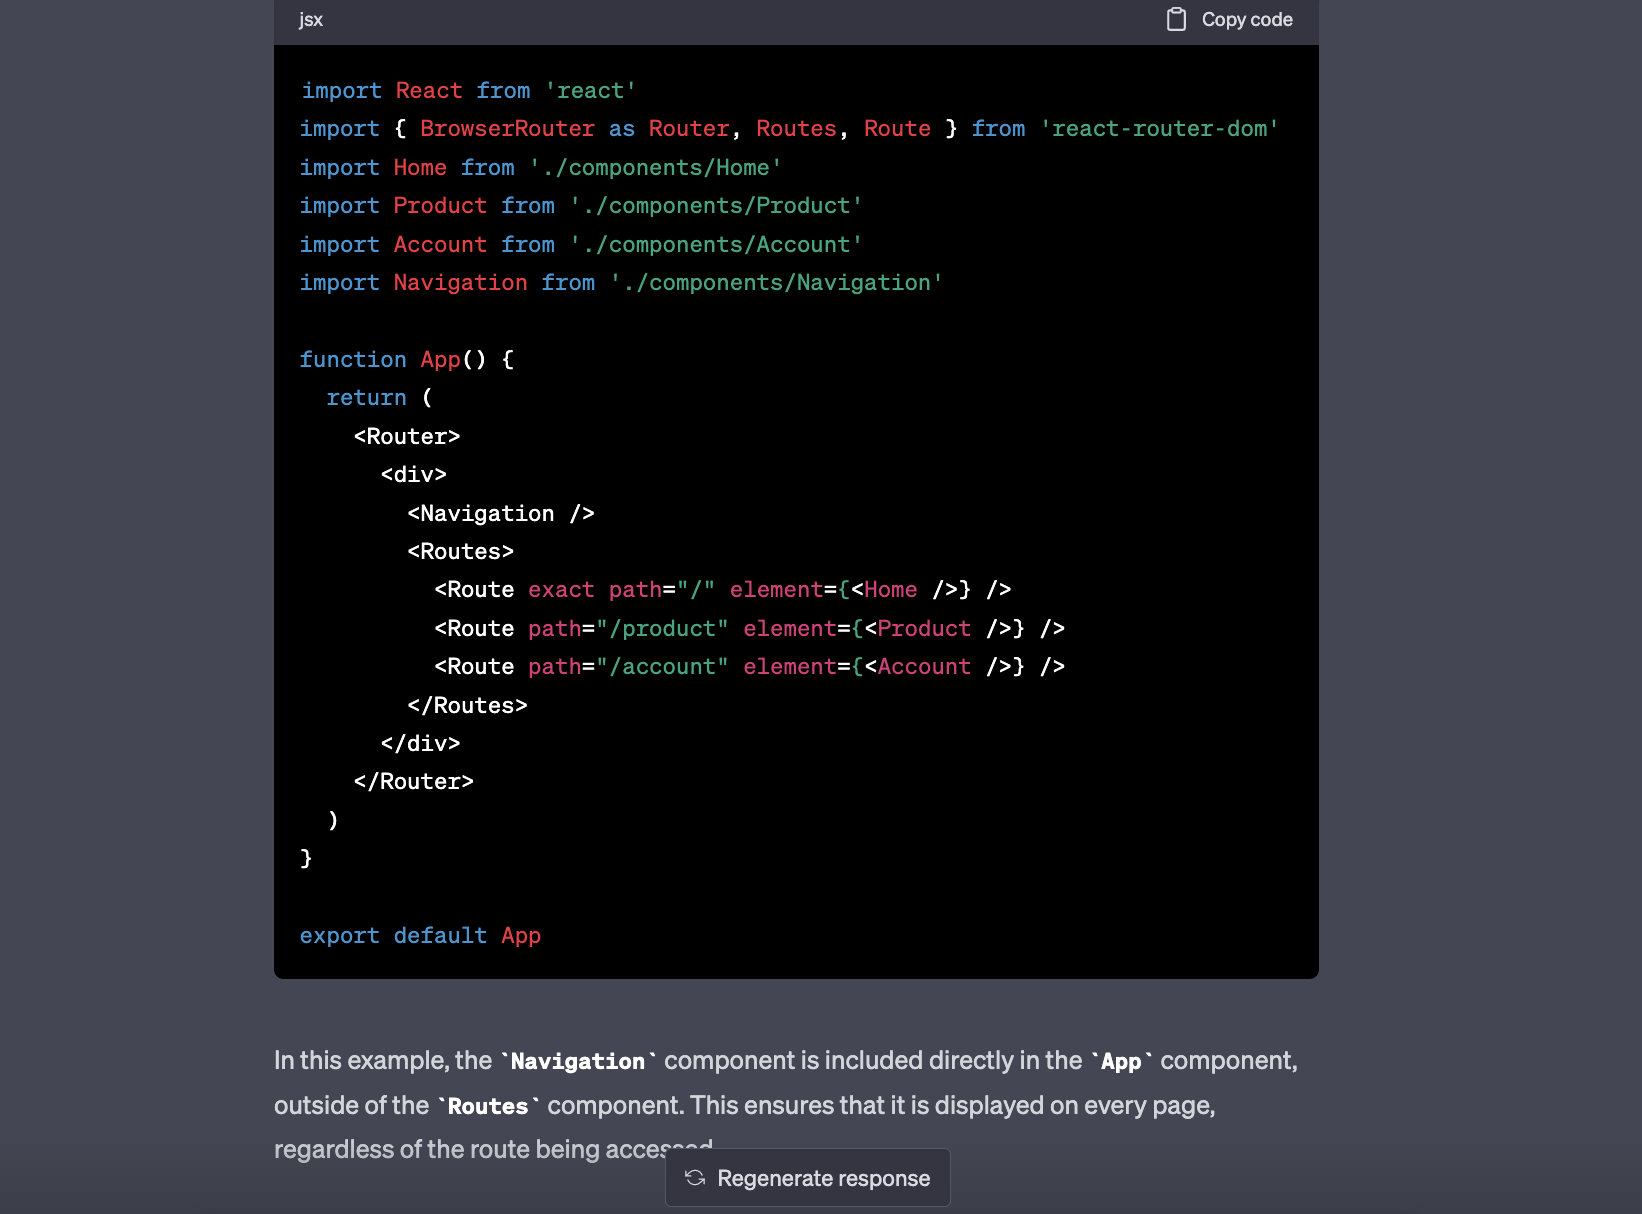 jsx
Copy code
import React from 'react'
import { BrowserRouter as Router, Routes, Route } from 'react-router-dom'
import Home from './components/Home'
import Product from './components/Product'
import Account from './components/Account'
import Navigation from './components/Navigation'
function App() {
  return (
    <Router>
      <div>
        <Navigation />
        <Routes>
          <Route exact path="/" element={<Home />} />
          <Route path="/product" element={<Product />} />
          <Route path="/account" element={<Account />} />
        </Routes>
      </div>
    </Router>
  )
}
export default App
In this example, the `Navigation` component is included directly in the `App` component,
outside of the `Routes` component. This ensures that it is displayed on every page,
regardless of the route being accessed.
Regenerate response